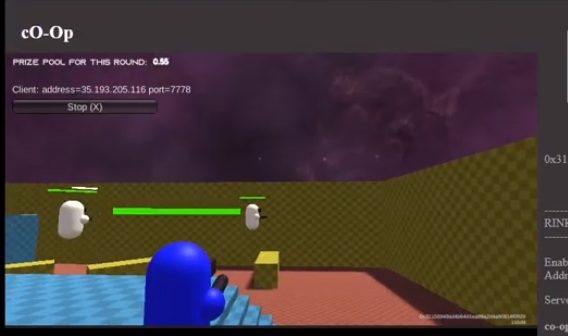 cO-Op
PRIZE POOL FOR THIS ROUND: 0.55
Client: address=35.193.205.116 port=7778
Stop (X)
0x31
RINK
Enab
Addr
Serve
co-op